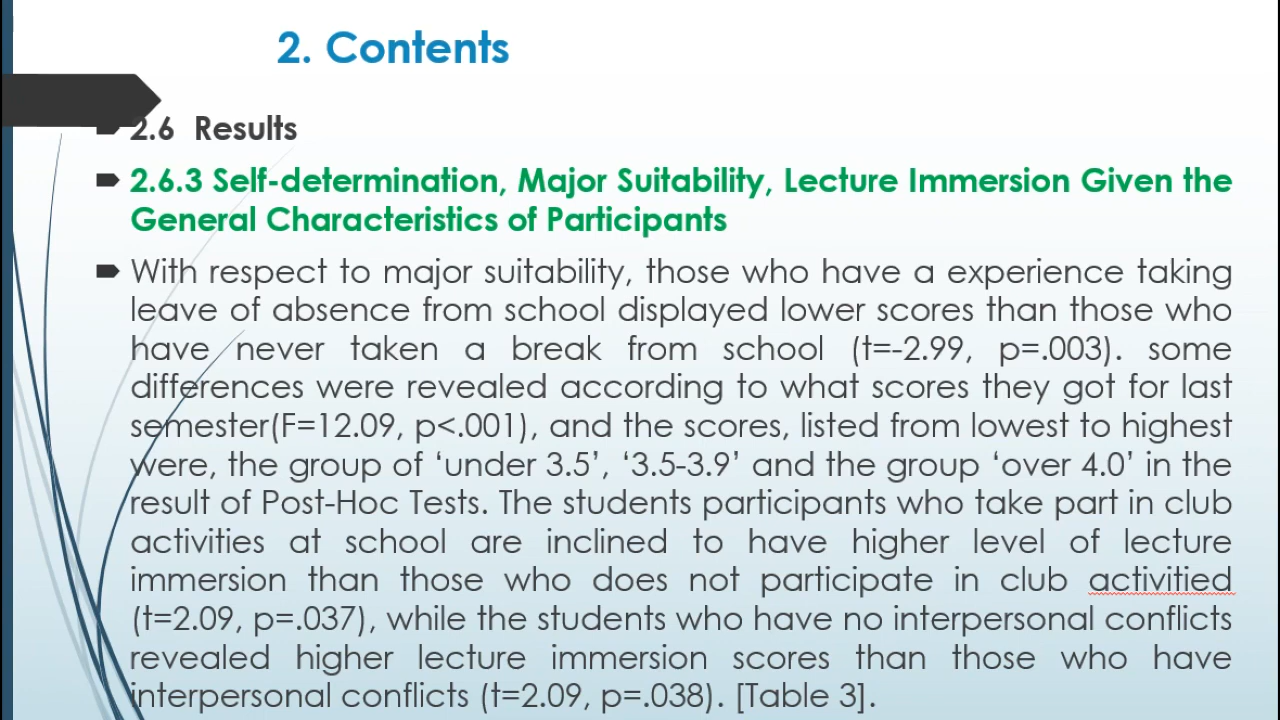 2. Contents
2.6 Results
2.6.3 Self-determination, Major Suitability, Lecture Immersion Given the
General Characteristics of Participants
With respect to major suitability, those who have a experience taking
leave of absence from school displayed lower scores than those who
have never taken a break from school (t=-2.99, p=.003). some
differences were revealed according to what scores they got for last
semester(F=12.09, p<.001), and the scores, listed from lowest to highest
were, the group of ‘under 3.5’, ‘3.5-3.9’ and the group ‘over 4.0’ in the
result of Post-Hoc Tests. The students participants who take part in club
activities at school are inclined to have higher level of lecture
immersion than those who does not participate in club activitied
(t=2.09, p=.037), while the students who have no interpersonal conflicts
revealed higher lecture immersion scores than those who have
interpersonal conflicts (t=2.09, p=.038). [Table 3].